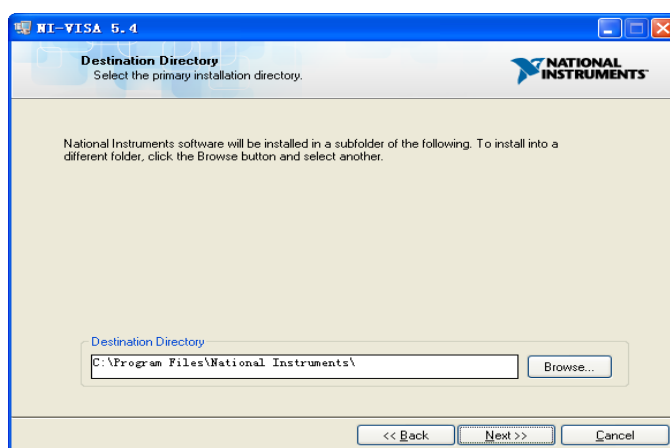 NI-VISA 5.4
Destination Directory
Select the primary installation directory.
NATIONAL
INSTRUMENTS™
National Instruments software will be installed in a subfolder of the following. To install into a
different folder, click the Browse button and select another.
Destination Directory
C:\Program Files\National Instruments\
Browse...
<< Back
Next >>
Cancel